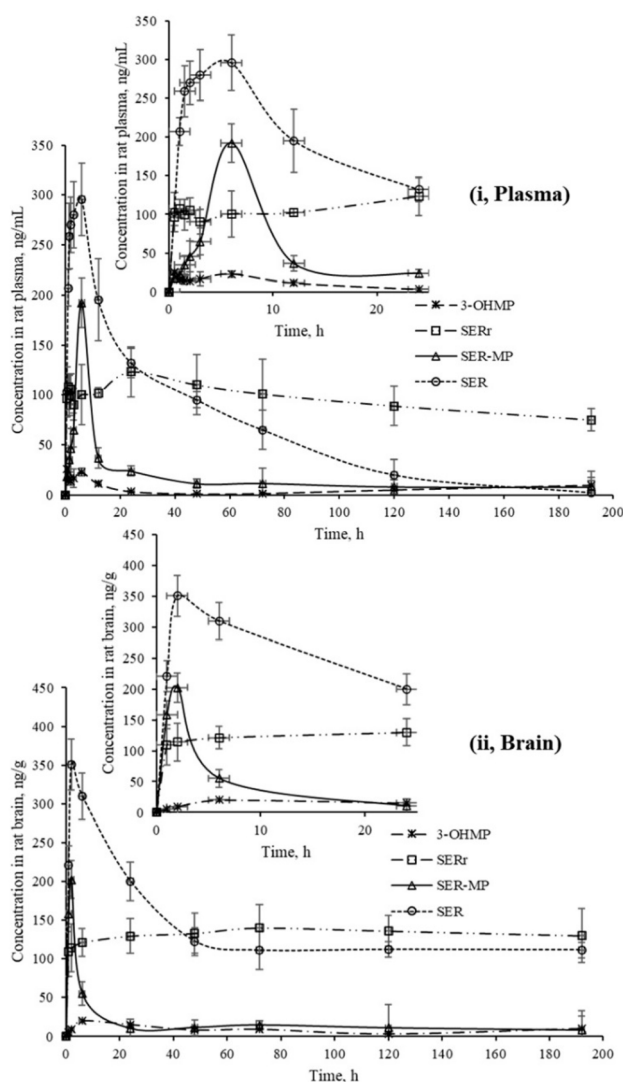 Concentration in rat plasma, ng/mL
350
300
250
200
150
100
50
0
0 10 20
Time, h
(i, Plasma)
Concentration in rat plasma, ng/mL
350
300
250
200
150
100
50
0
0 20 40 60 80 100 120 140 160 180 200
Time, h
3-OHMP
SERr
SER-MP
SER
Concentration in rat brain, ng/g
450
400
350
300
250
200
150
100
50
0
0 10 20
Time, h
(ii, Brain)
Concentration in rat brain, ng/g
450
400
350
300
250
200
150
100
50
0
0 20 40 60 80 100 120 140 160 180 200
Time, h
3-OHMP
SERr
SER-MP
SER